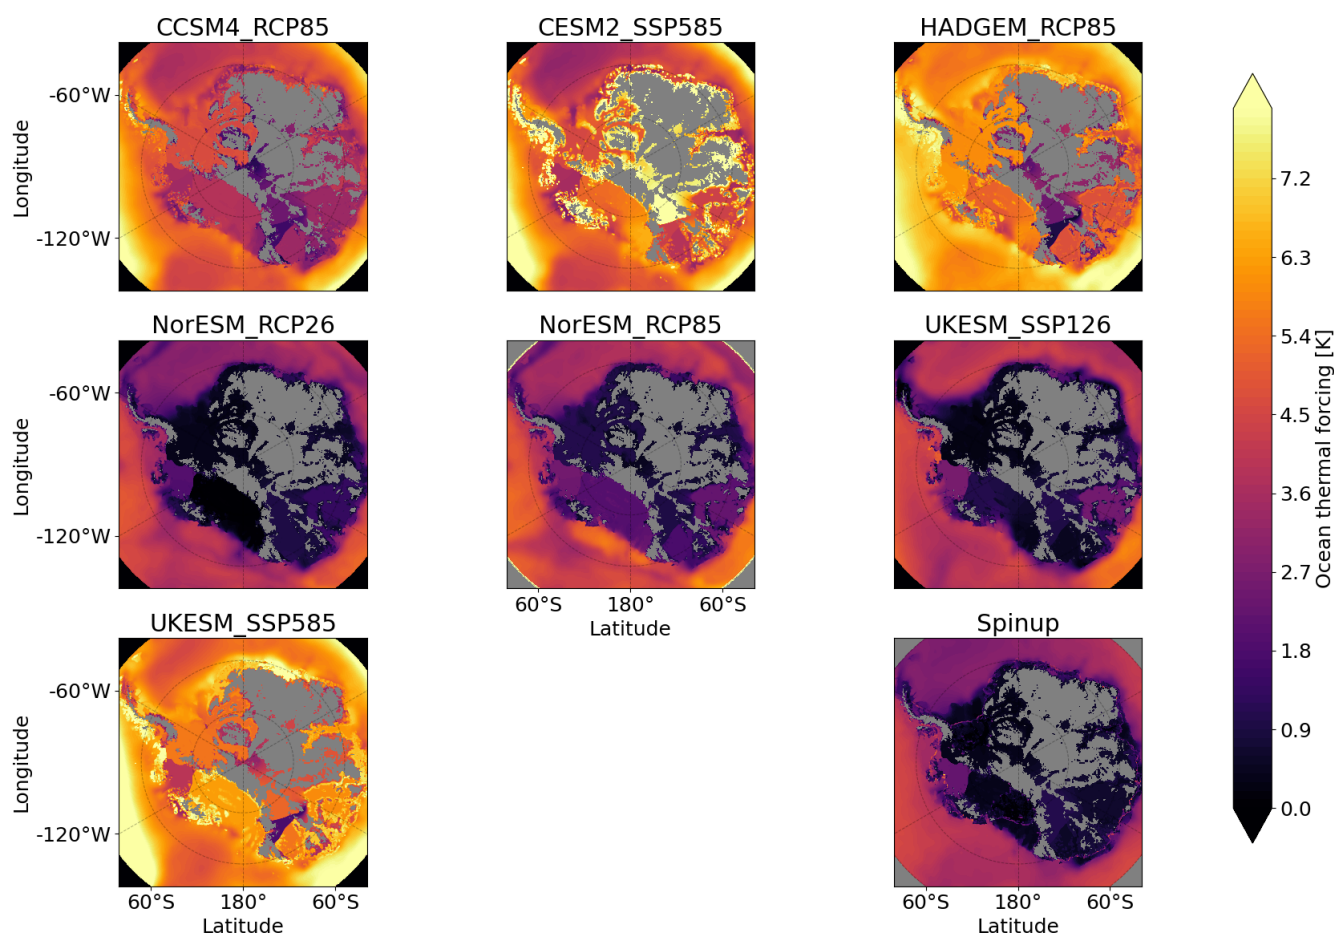 CCSM4_RCP85
CESM2_SSP585
HADGEM_RCP85
-60°W
-120°W
Longitude
NorESM_RCP26
NorESM_RCP85
UKESM_SSP126
-60°W
-120°W
Longitude
60°S 180° 60°S
Latitude
UKESM_SSP585
Spinup
-60°W
-120°W
Longitude
60°S 180° 60°S
Latitude
60°S 180° 60°S
Latitude
7.2
6.3
5.4
4.5
3.6
2.7
1.8
0.9
0.0
Ocean thermal forcing [K]